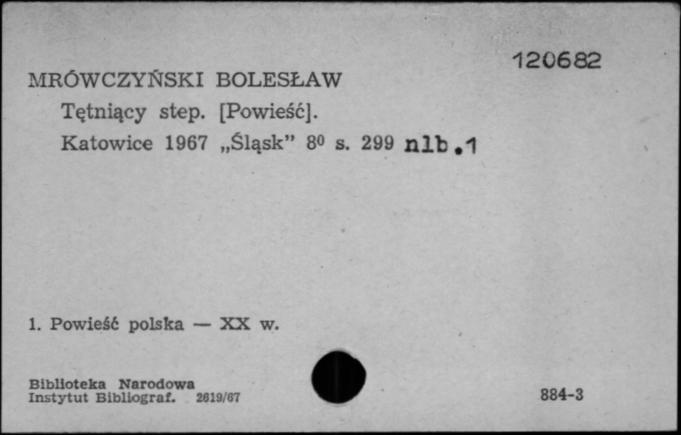 120682
MRÓWCZYŃSKI BOLESŁAW
Tętniący step. [Powieść].
Katowice 1967 „Śląsk” 8⁰ s. 299 nlb.1
1. Powieść polska — XX w.
Biblioteka Narodowa
Instytut Bibliograf. 2619/67
884-3